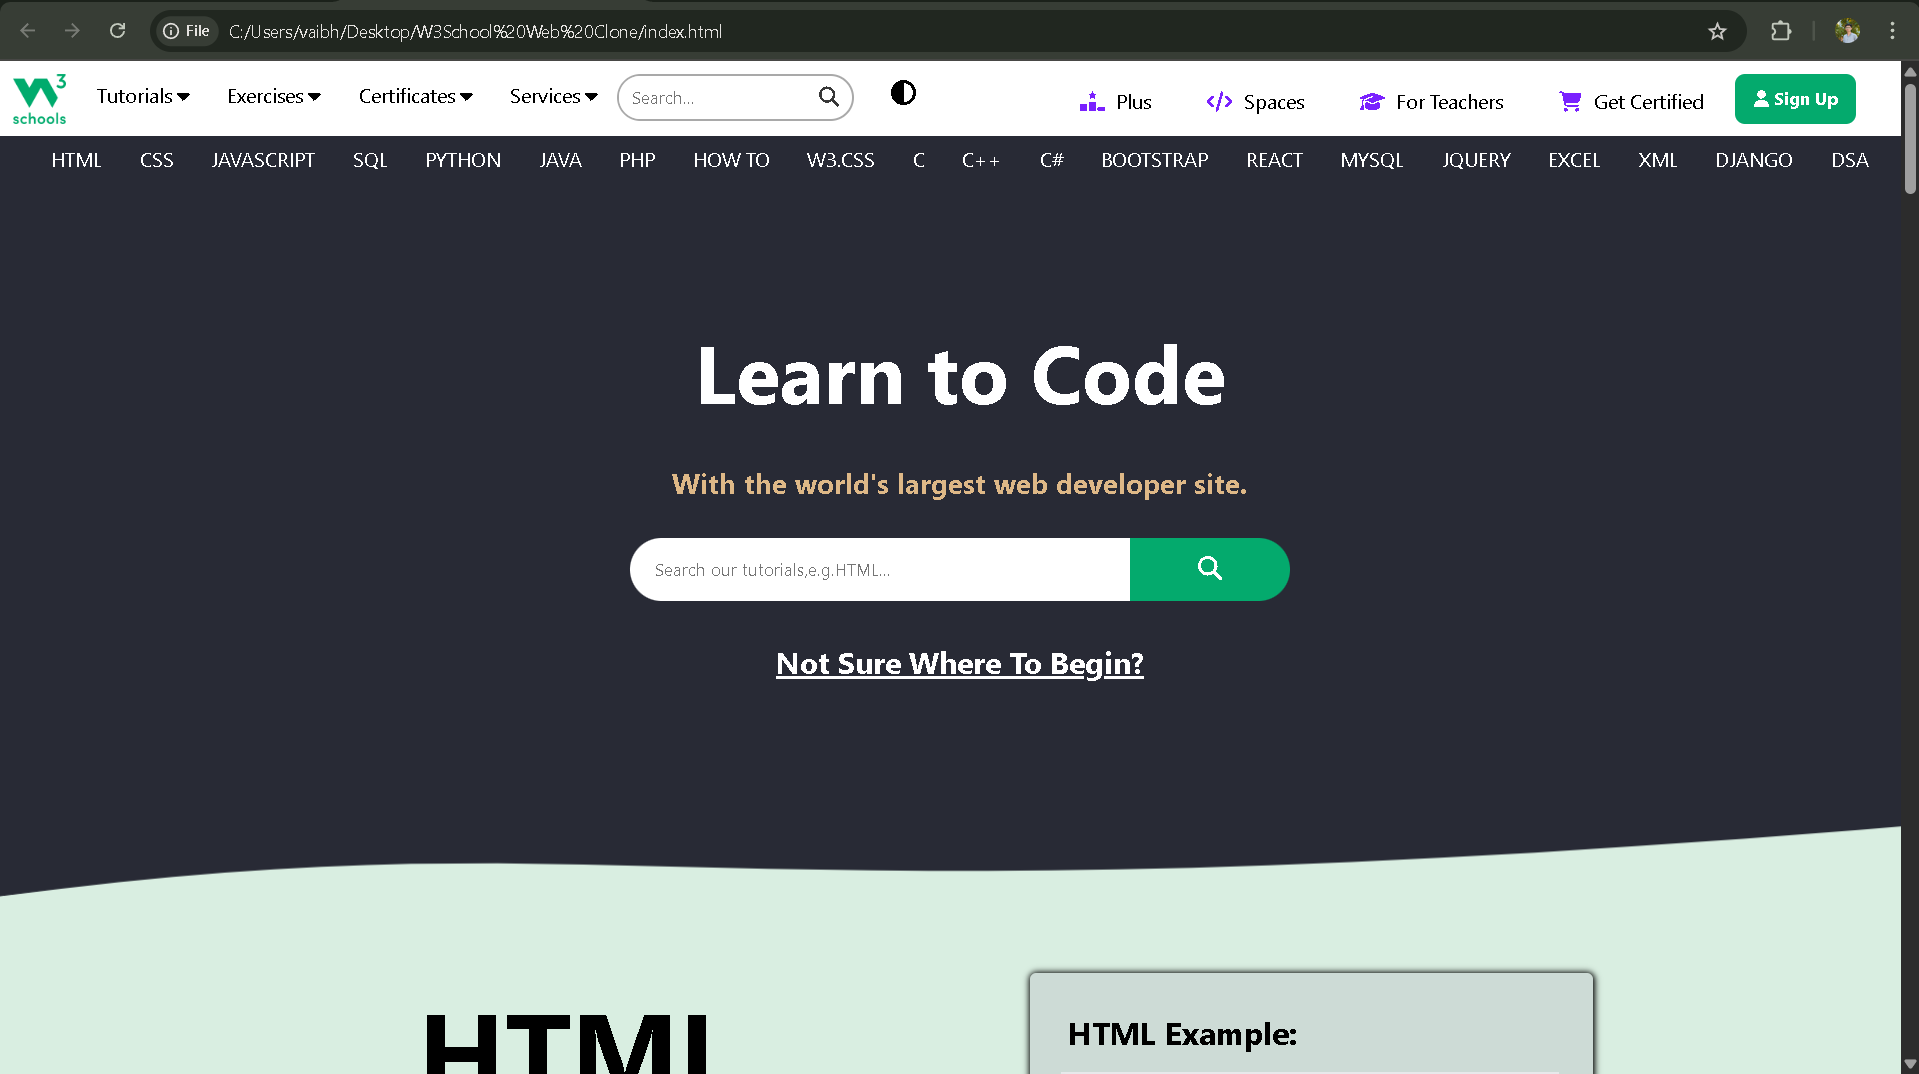 File C:/Users/vaibh/Desktop/W3School%20Web%20Clone/index.html
W3 schools Tutorials Exercises Certificates Services Search... Plus Spaces For Teachers Get Certified Sign Up
HTML CSS JAVASCRIPT SQL PYTHON JAVA PHP HOW TO W3.CSS C C++ C# BOOTSTRAP REACT MYSQL JQUERY EXCEL XML DJANGO DSA
Learn to Code
With the world's largest web developer site.
Search our tutorials,e.g.HTML...
Not Sure Where To Begin?
HTML
HTML Example: